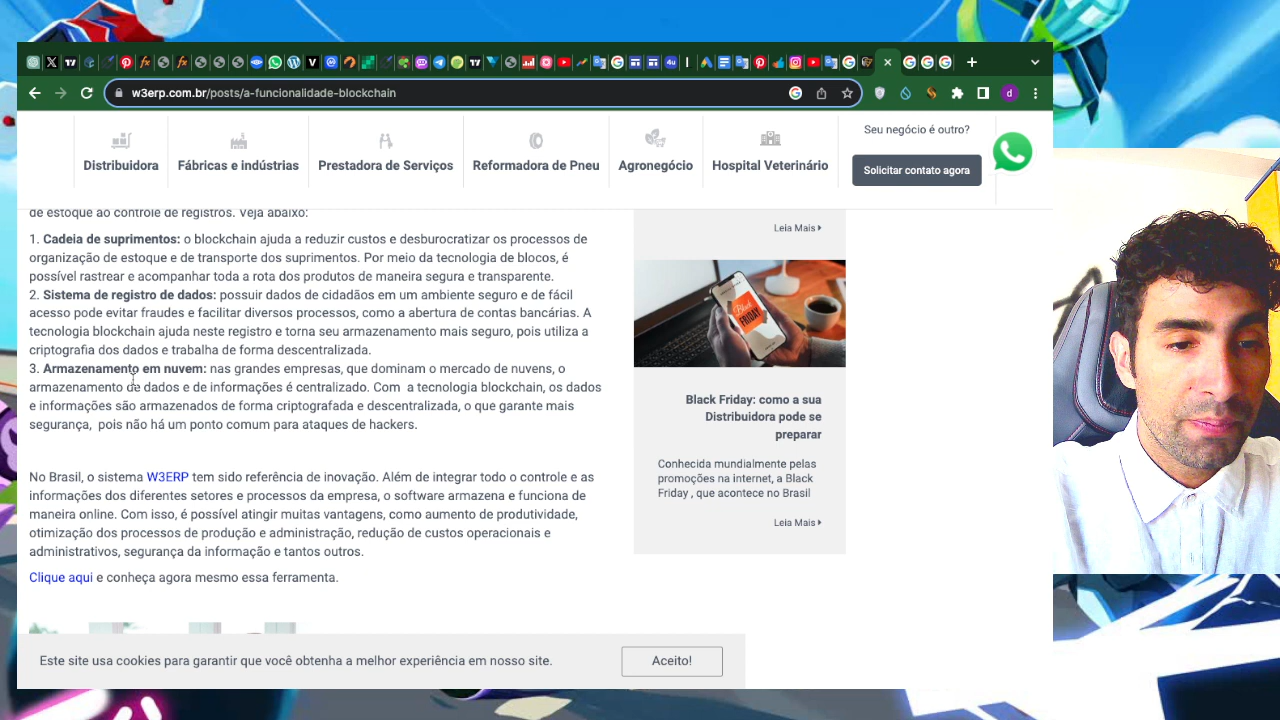 w3erp.com.br/posts/a-funcionalidade-blockchain
d
Distribuidora
Fábricas e indústrias
Prestadora de Serviços
Reformadora de Pneu
Agronegócio
Hospital Veterinário
Seu negócio é outro?
Solicitar contato agora
de estoque ao controle de registros. Veja abaixo:
1. Cadeia de suprimentos: o blockchain ajuda a reduzir custos e desburocratizar os processos de
organização de estoque e de transporte dos suprimentos. Por meio da tecnologia de blocos, é
possível rastrear e acompanhar toda a rota dos produtos de maneira segura e transparente.
2. Sistema de registro de dados: possuir dados de cidadãos em um ambiente seguro e de fácil
acesso pode evitar fraudes e facilitar diversos processos, como a abertura de contas bancárias. A
tecnologia blockchain ajuda neste registro e torna seu armazenamento mais seguro, pois utiliza a
criptografia dos dados e trabalha de forma descentralizada.
3. Armazenamento em nuvem: nas grandes empresas, que dominam o mercado de nuvens, o
armazenamento de dados e de informações é centralizado. Com a tecnologia blockchain, os dados
e informações são armazenados de forma criptografada e descentralizada, o que garante mais
segurança, pois não há um ponto comum para ataques de hackers.
No Brasil, o sistema W3ERP tem sido referência de inovação. Além de integrar todo o controle e as
informações dos diferentes setores e processos da empresa, o software armazena e funciona de
maneira online. Com isso, é possível atingir muitas vantagens, como aumento de produtividade,
otimização dos processos de produção e administração, redução de custos operacionais e
administrativos, segurança da informação e tantos outros.
Clique aqui e conheça agora mesmo essa ferramenta.
Leia Mais
Black FRIDAY
Black Friday: como a sua
Distribuidora pode se
preparar
Conhecida mundialmente pelas
promoções na internet, a Black
Friday , que acontece no Brasil
Leia Mais
Este site usa cookies para garantir que você obtenha a melhor experiência em nosso site.
Aceito!